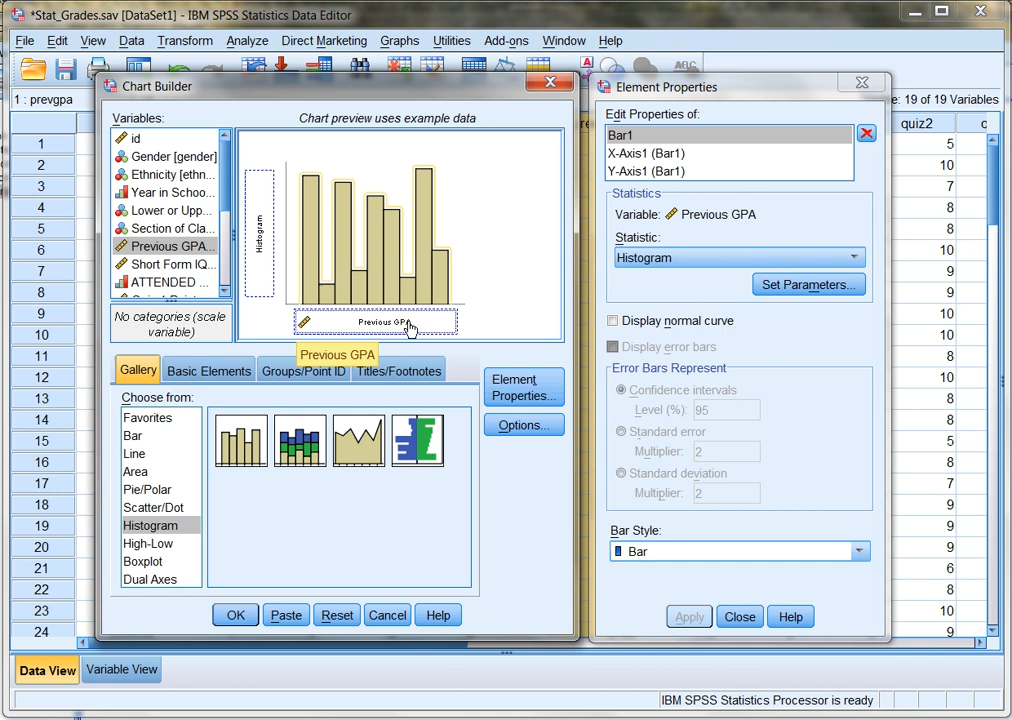 *Stat_Grades.sav [DataSet1] - IBM SPSS Statistics Data Editor
File Edit View Data Transform Analyze Direct Marketing Graphs Utilities Add-ons Window Help
1 : prevgpa
e: 19 of 19 Variables
Chart Builder
Variables:
id
Gender [gender]
Ethnicity [ethn...
Year in Schoo...
Lower or Upp...
Section of Cla...
Previous GPA...
Short Form IQ...
ATTENDED ...
No categories (scale
variable)
Chart preview uses example data
Histogram
Previous GPA
Previous GPA
Gallery Basic Elements Groups/Point ID Titles/Footnotes
Choose from:
Favorites
Bar
Line
Area
Pie/Polar
Scatter/Dot
Histogram
High-Low
Boxplot
Dual Axes
Element
Properties...
Options...
OK Paste Reset Cancel Help
Element Properties
Edit Properties of:
Bar1
X-Axis1 (Bar1)
Y-Axis1 (Bar1)
Statistics
Variable: Previous GPA
Statistic:
Histogram
Set Parameters...
Display normal curve
Display error bars
Error Bars Represent
Confidence intervals
Level (%): 95
Standard error
Multiplier: 2
Standard deviation
Multiplier: 2
Bar Style:
Bar
Apply Close Help
quiz2
1 5
2 10
3 7
4 8
5 8
6 10
7 9
8 9
9 10
10 10
11 8
12 9
13 10
14 8
15 5
16 8
17 7
18 9
19 9
20 9
21 6
22 8
23 10
24 9
Data View Variable View
IBM SPSS Statistics Processor is ready